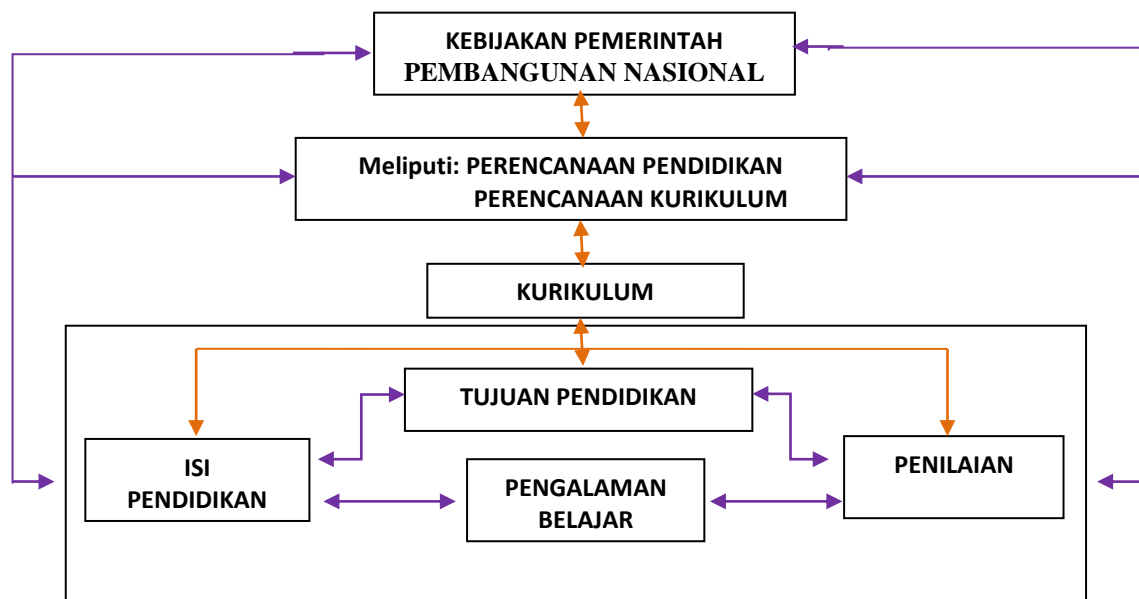 KEBIJAKAN PEMERINTAH
PEMBANGUNAN NASIONAL
Meliputi: PERENCANAAN PENDIDIKAN
PERENCANAAN KURIKULUM
KURIKULUM
TUJUAN PENDIDIKAN
ISI
PENDIDIKAN
PENGALAMAN
BELAJAR
PENILAIAN